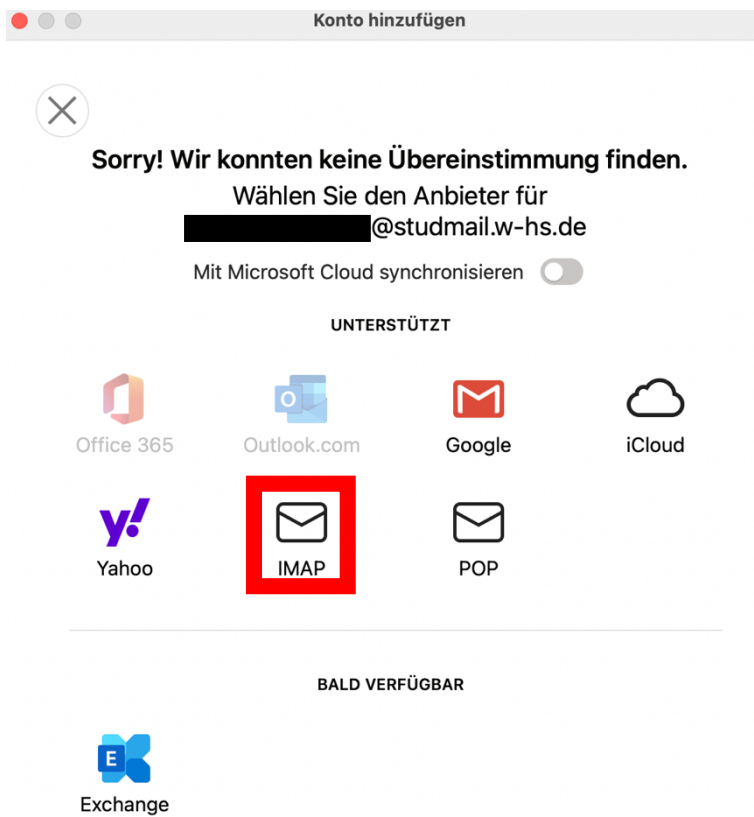 Konto hinzufügen
Sorry! Wir konnten keine Übereinstimmung finden.
Wählen Sie den Anbieter für
@studmail.w-hs.de
Mit Microsoft Cloud synchronisieren
UNTERSTÜTZT
Office 365 Outlook.com Google iCloud
Yahoo IMAP POP
BALD VERFÜGBAR
Exchange